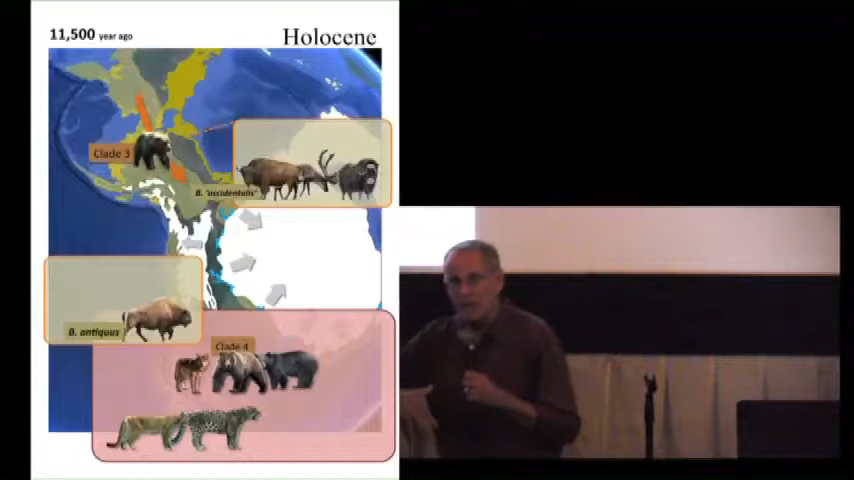 11,500 year ago
Holocene
Clade 3
B. 'occidentalis'
B. antiquus
Clade 4